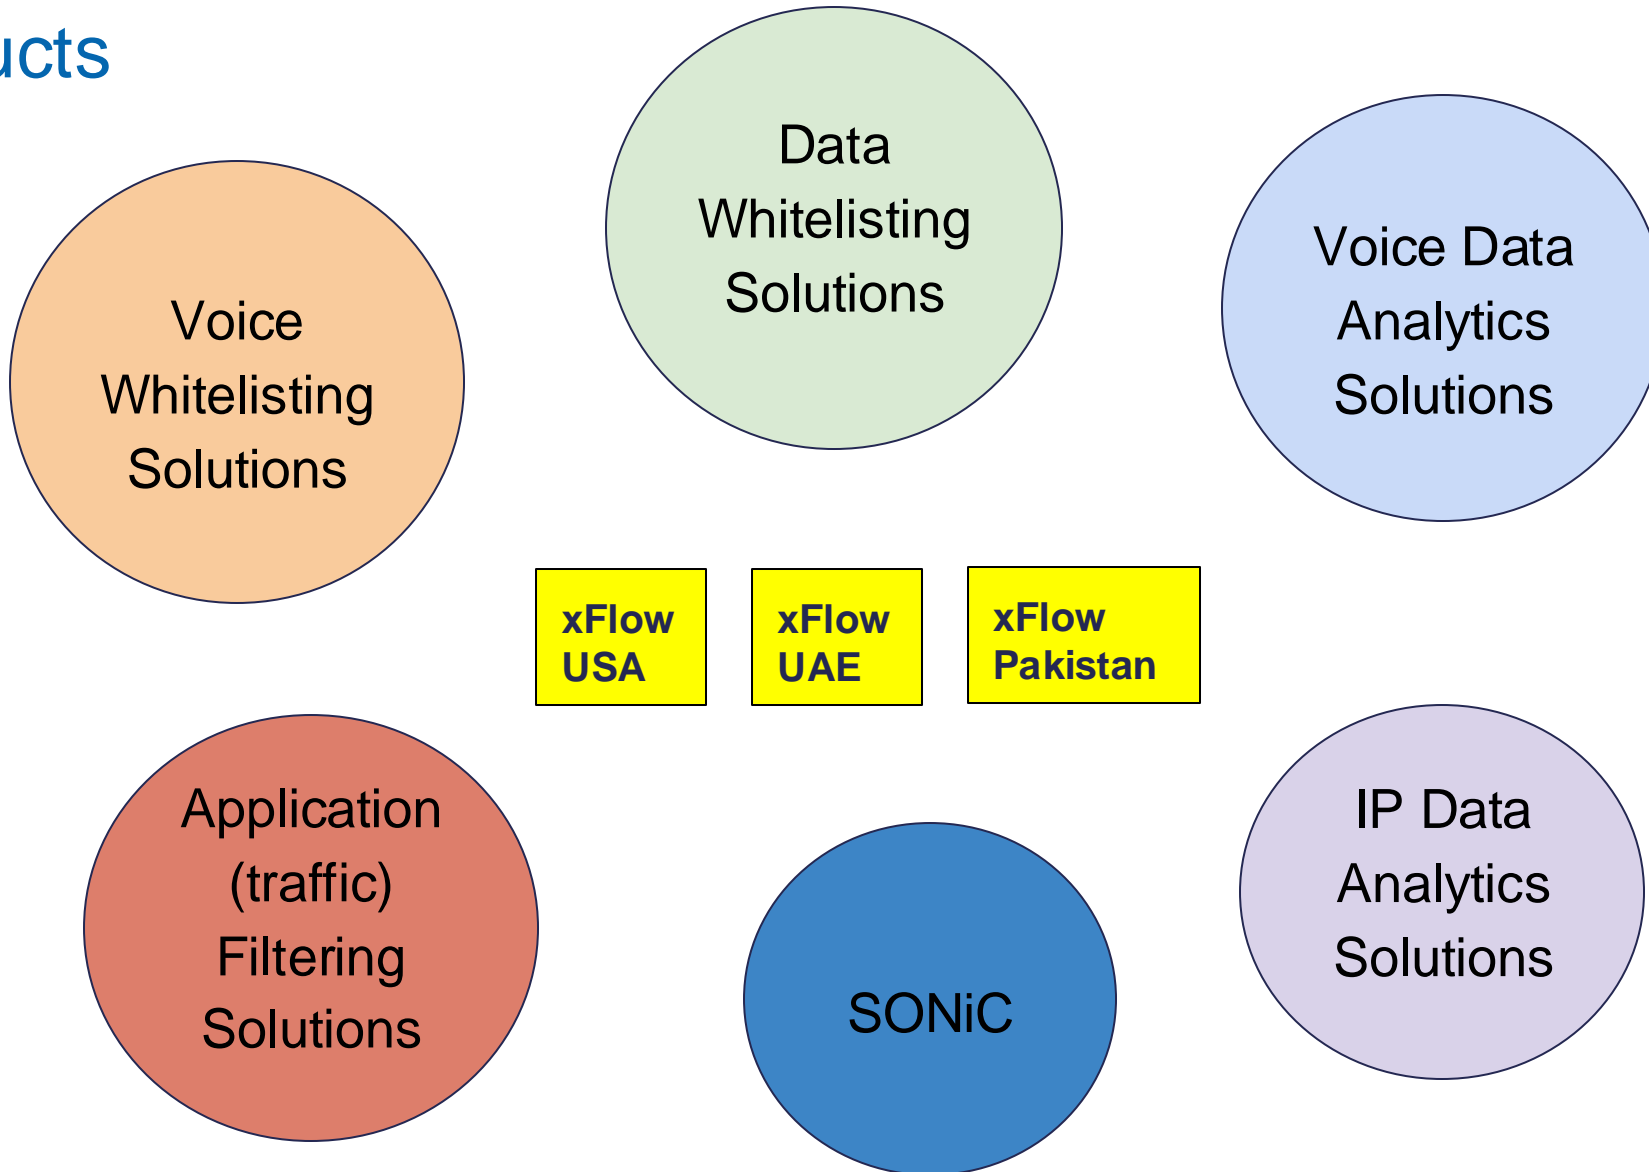 ucts
Data
Whitelisting
Solutions
Voice
Whitelisting
Solutions
Voice Data
Analytics
Solutions
xFlow
USA
xFlow
UAE
xFlow
Pakistan
Application
(traffic)
Filtering
Solutions
SONiC
IP Data
Analytics
Solutions